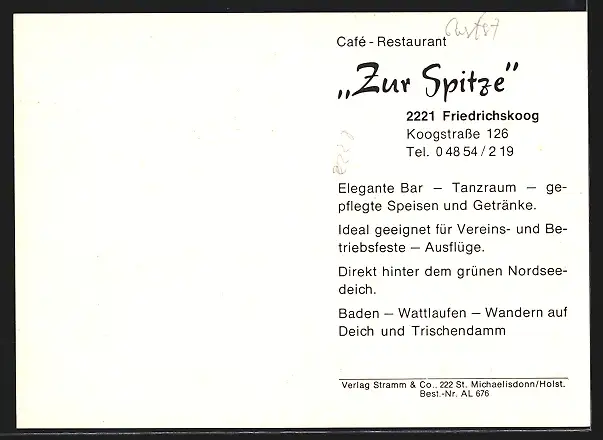 Café - Restaurant
„Zur Spitze”
2221 Friedrichskoog
Koogstraße 126
Tel. 0 48 54 / 2 19
Elegante Bar – Tanzraum – ge-
pflegte Speisen und Getränke.
Ideal geeignet für Vereins- und Be-
triebsfeste – Ausflüge.
Direkt hinter dem grünen Nordsee-
deich.
Baden – Wattlaufen – Wandern auf
Deich und Trischendamm
Verlag Stramm & Co., 222 St. Michaelisdonn/Holst.
Best.-Nr. AL 676